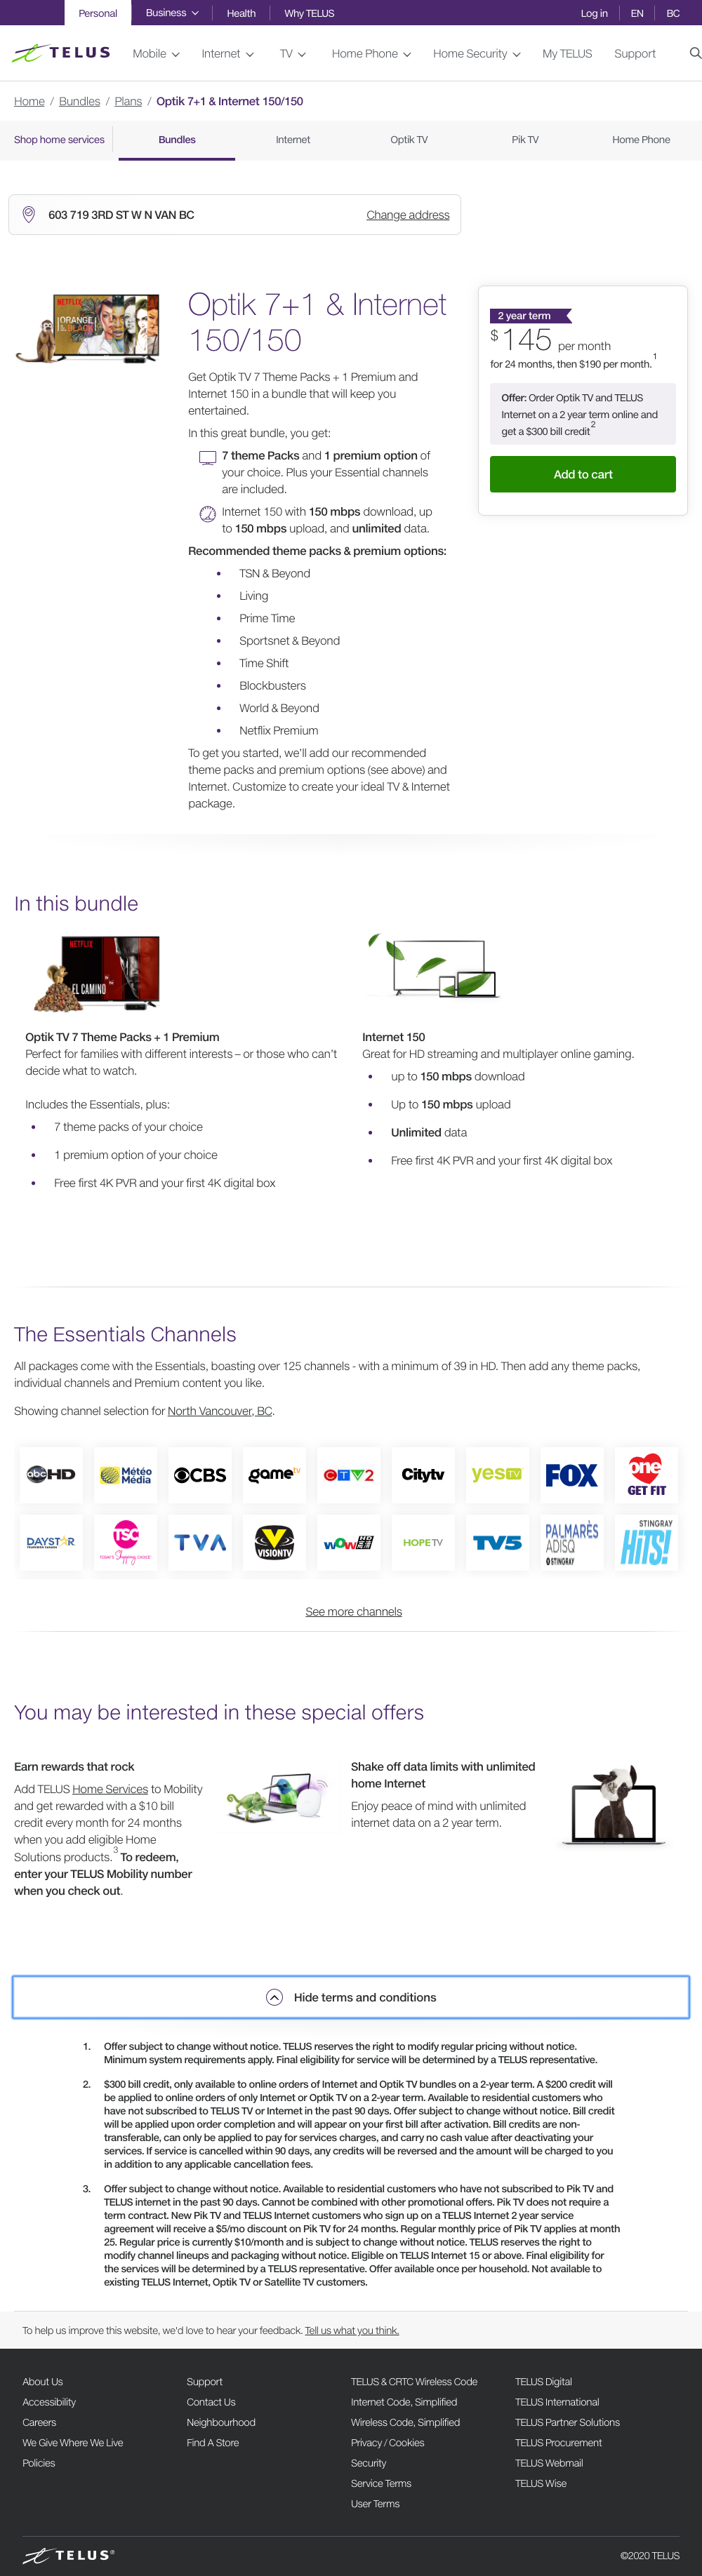 Personal Business Health Why TELUS Log in EN BC
TELUS Mobile Internet TV Home Phone Home Security My TELUS Support
Home / Bundles / Plans / Optik 7+1 & Internet 150/150
Shop home services Bundles Internet Optik TV Pik TV Home Phone
603 719 3RD ST W N VAN BC Change address
NETFLIX
Optik 7+1 & Internet
150/150
Get Optik TV 7 Theme Packs + 1 Premium and
Internet 150 in a bundle that will keep you
entertained.
In this great bundle, you get:
7 theme Packs and 1 premium option of
your choice. Plus your Essential channels
are included.
Internet 150 with 150 mbps download, up
to 150 mbps upload, and unlimited data.
Recommended theme packs & premium options:
• TSN & Beyond
• Living
• Prime Time
• Sportsnet & Beyond
• Time Shift
• Blockbusters
• World & Beyond
• Netflix Premium
To get you started, we'll add our recommended
theme packs and premium options (see above) and
Internet. Customize to create your ideal TV & Internet
package.
2 year term
$145 per month
for 24 months, then $190 per month.1
Offer: Order Optik TV and TELUS
Internet on a 2 year term online and
get a $300 bill credit2
Add to cart
In this bundle
NETFLIX
EL CAMINO
Optik TV 7 Theme Packs + 1 Premium
Perfect for families with different interests – or those who can't
decide what to watch.
Includes the Essentials, plus:
• 7 theme packs of your choice
• 1 premium option of your choice
• Free first 4K PVR and your first 4K digital box
Internet 150
Great for HD streaming and multiplayer online gaming.
• up to 150 mbps download
• Up to 150 mbps upload
• Unlimited data
• Free first 4K PVR and your first 4K digital box
The Essentials Channels
All packages come with the Essentials, boasting over 125 channels - with a minimum of 39 in HD. Then add any theme packs,
individual channels and Premium content you like.
Showing channel selection for North Vancouver, BC.
abc HD Météo Média CBS gametv CTV2 Citytv yes TV FOX one GET FIT
DAYSTAR TSC TODAY'S Shopping CHOICE TVA VISIONTV WOW HD HOPETV TV5 PALMARÈS ADISQ STINGRAY STINGRAY HiTS!
See more channels
You may be interested in these special offers
Earn rewards that rock
Add TELUS Home Services to Mobility
and get rewarded with a $10 bill
credit every month for 24 months
when you add eligible Home
Solutions products.3 To redeem,
enter your TELUS Mobility number
when you check out.
Shake off data limits with unlimited
home Internet
Enjoy peace of mind with unlimited
internet data on a 2 year term.
Hide terms and conditions
1. Offer subject to change without notice. TELUS reserves the right to modify regular pricing without notice.
Minimum system requirements apply. Final eligibility for service will be determined by a TELUS representative.
2. $300 bill credit, only available to online orders of Internet and Optik TV bundles on a 2-year term. A $200 credit will
be applied to online orders of only Internet or Optik TV on a 2-year term. Available to residential customers who
have not subscribed to TELUS TV or Internet in the past 90 days. Offer subject to change without notice. Bill credit
will be applied upon order completion and will appear on your first bill after activation. Bill credits are non-
transferable, can only be applied to pay for services charges, and carry no cash value after deactivating your
services. If service is cancelled within 90 days, any credits will be reversed and the amount will be charged to you
in addition to any applicable cancellation fees.
3. Offer subject to change without notice. Available to residential customers who have not subscribed to Pik TV and
TELUS internet in the past 90 days. Cannot be combined with other promotional offers. Pik TV does not require a
term contract. New Pik TV and TELUS Internet customers who sign up on a TELUS Internet 2 year service
agreement will receive a $5/mo discount on Pik TV for 24 months. Regular monthly price of Pik TV applies at month
25. Regular price is currently $10/month and is subject to change without notice. TELUS reserves the right to
modify channel lineups and packaging without notice. Eligible on TELUS Internet 15 or above. Final eligibility for
the services will be determined by a TELUS representative. Offer available once per household. Not available to
existing TELUS Internet, Optik TV or Satellite TV customers.
To help us improve this website, we'd love to hear your feedback. Tell us what you think.
About Us Support TELUS & CRTC Wireless Code TELUS Digital
Accessibility Contact Us Internet Code, Simplified TELUS International
Careers Neighbourhood Wireless Code, Simplified TELUS Partner Solutions
We Give Where We Live Find A Store Privacy / Cookies TELUS Procurement
Policies Security TELUS Webmail
Service Terms TELUS Wise
User Terms
TELUS® ©2020 TELUS